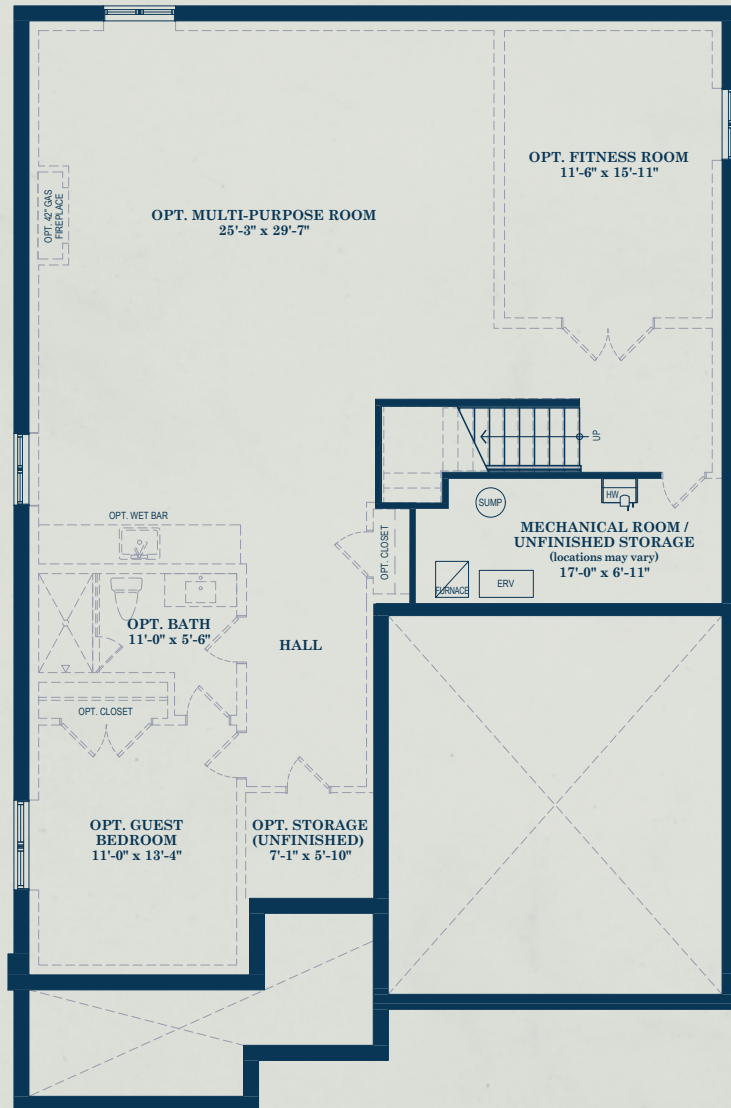 OPT. FITNESS ROOM
11'-6" x 15'-11"
OPT. MULTI-PURPOSE ROOM
25'-3" x 29'-7"
OPT. 42" GAS
FIREPLACE
UP
HW
SUMP
OPT. WET BAR
MECHANICAL ROOM /
UNFINISHED STORAGE
(locations may vary)
17'-0" x 6'-11"
OPT. CLOSET
FURNACE
ERV
OPT. BATH
11'-0" x 5'-6"
HALL
OPT. CLOSET
OPT. GUEST
BEDROOM
11'-0" x 13'-4"
OPT. STORAGE
(UNFINISHED)
7'-1" x 5'-10"